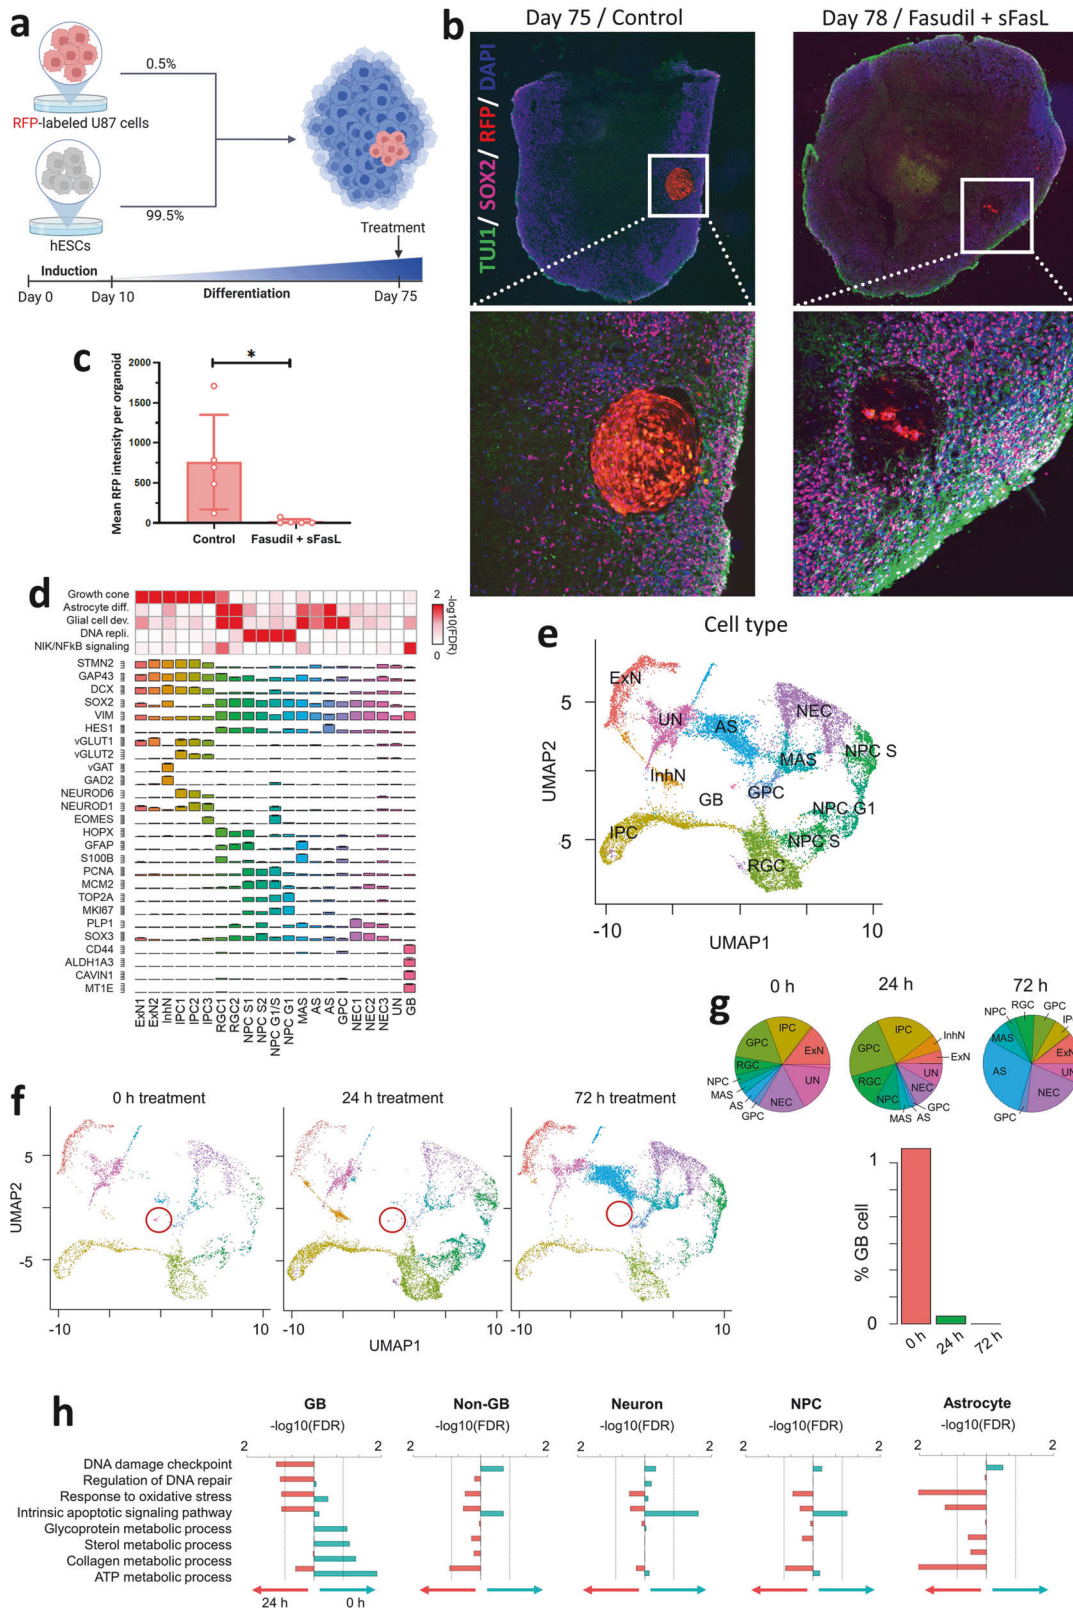 a
0.5%
RFP-labeled U87 cells
99.5%
hESCs
Treatment
Induction
Differentiation
Day 0
Day 10
Day 75
b
Day 75 / Control
Day 78 / Fasudil + sFasL
TUJ1/ SOX2/ RFP/ DAPI
c
*
Mean RFP intensity per organoid
2000
1500
1000
500
0
Control
Fasudil + sFasL
d
Growth cone
Astrocyte diff.
Glial cell dev.
DNA repli.
NIK/NFkB signaling
2
0
-log10(FDR)
STMN2
GAP43
DCX
SOX2
VIM
HES1
vGLUT1
vGLUT2
vGAT
GAD2
NEUROD6
NEUROD1
EOMES
HOPX
GFAP
S100B
PCNA
MCM2
TOP2A
MKI67
PLP1
SOX3
CD44
ALDH1A3
CAVIN1
MT1E
ExN1
ExN2
InhN
IPC1
IPC2
IPC3
RGC1
RGC2
NPC S1
NPC S2
NPC G1/S
NPC G1
MAS
AS
AS
GPC
NEC1
NEC2
NEC3
UN
GB
e
Cell type
ExN
UN
AS
NEC
MAS
NPC S
InhN
GB
GPC
NPC G1
IPC
NPC S
RGC
UMAP2
5
-5
-10
10
UMAP1
f
0 h treatment
24 h treatment
72 h treatment
UMAP2
5
-5
-10
10
-10
10
-10
10
UMAP1
g
0 h
24 h
72 h
IPC
GPC
ExN
RGC
UN
NPC
MAS
AS
GPC
NEC
IPC
InhN
GPC
ExN
UN
RGC
NEC
NPC
GPC
MAS
AS
RGC
GPC
NPC
MAS
ExN
AS
UN
NEC
GPC
% GB cell
1
0
0 h
24 h
72 h
h
GB
Non-GB
Neuron
NPC
Astrocyte
-log10(FDR)
-log10(FDR)
-log10(FDR)
-log10(FDR)
-log10(FDR)
2
2
2
2
2
2
2
2
2
2
DNA damage checkpoint
Regulation of DNA repair
Response to oxidative stress
Intrinsic apoptotic signaling pathway
Glycoprotein metabolic process
Sterol metabolic process
Collagen metabolic process
ATP metabolic process
24 h
0 h